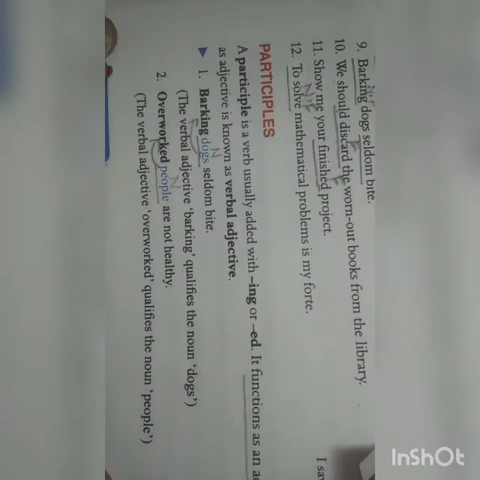 9. Barking dogs seldom bite.
10. We should discard the worn-out books from the library.
11. Show me your finished project.
12. To solve mathematical problems is my forte.
PARTICIPLES
A participle is a verb usually added with –ing or –ed. It functions as an
as adjective is known as verbal adjective.
1. Barking dogs seldom bite.
(The verbal adjective 'barking' qualifies the noun 'dogs')
2. Overworked people are not healthy.
(The verbal adjective 'overworked' qualifies the noun 'people')
InShOt